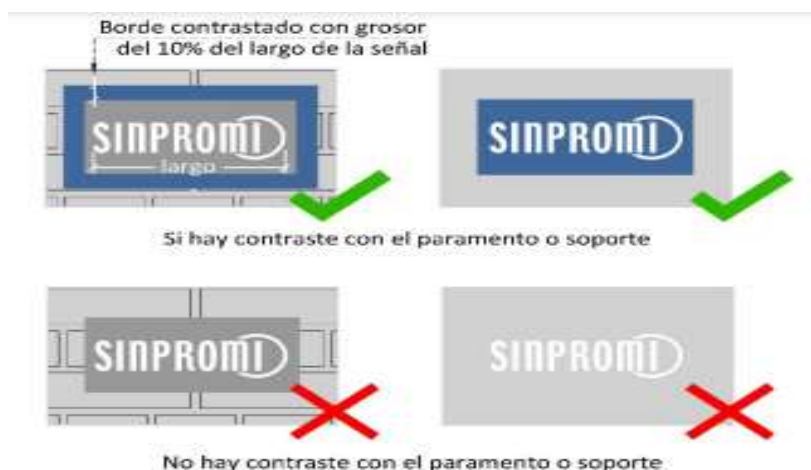 Borde contrastado con grosor
del 10% del largo de la señal
SINPROMI
largo
SINPROMI
Si hay contraste con el paramento o soporte
SINPROMI
SINPROMI
No hay contraste con el paramento o soporte